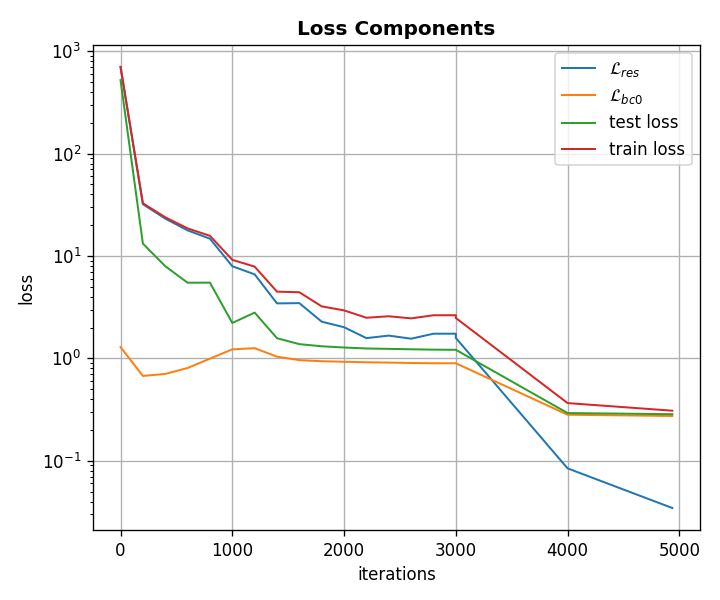 Loss Components
10³
10²
10¹
10⁰
10⁻¹
loss
ℒres
ℒbc0
test loss
train loss
0 1000 2000 3000 4000 5000
iterations